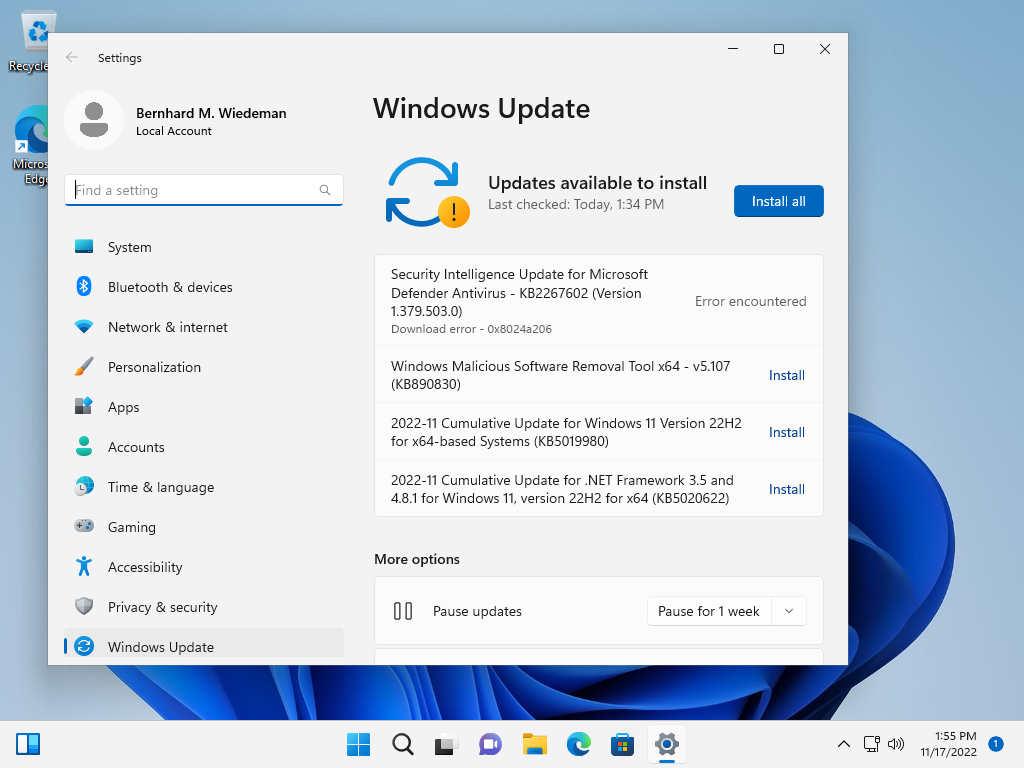 Recycle
Micros
Edge
Settings
Bernhard M. Wiedeman
Local Account
Find a setting
System
Bluetooth & devices
Network & internet
Personalization
Apps
Accounts
Time & language
Gaming
Accessibility
Privacy & security
Windows Update
Windows Update
Updates available to install
Last checked: Today, 1:34 PM
Install all
Security Intelligence Update for Microsoft
Defender Antivirus - KB2267602 (Version
1.379.503.0)
Download error - 0x8024a206
Error encountered
Windows Malicious Software Removal Tool x64 - v5.107
(KB890830)
Install
2022-11 Cumulative Update for Windows 11 Version 22H2
for x64-based Systems (KB5019980)
Install
2022-11 Cumulative Update for .NET Framework 3.5 and
4.8.1 for Windows 11, version 22H2 for x64 (KB5020622)
Install
More options
Pause updates
Pause for 1 week
1:55 PM
11/17/2022
1